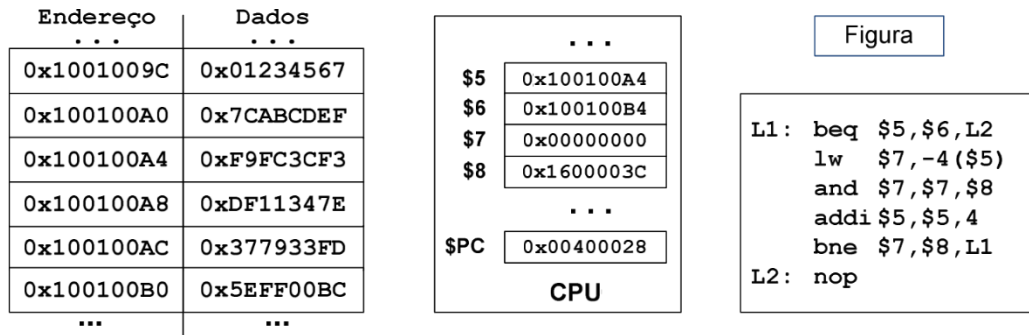 Endereço Dados
... ...
0x1001009C 0x01234567
0x100100A0 0x7CABCDEF
0x100100A4 0xF9FC3CF3
0x100100A8 0xDF11347E
0x100100AC 0x377933FD
0x100100B0 0x5EFF00BC
... ...
...
$5 0x100100A4
$6 0x100100B4
$7 0x00000000
$8 0x1600003C
...
$PC 0x00400028
CPU
Figura
L1: beq $5,$6,L2
lw $7,-4($5)
and $7,$7,$8
addi $5,$5,4
bne $7,$8,L1
L2: nop